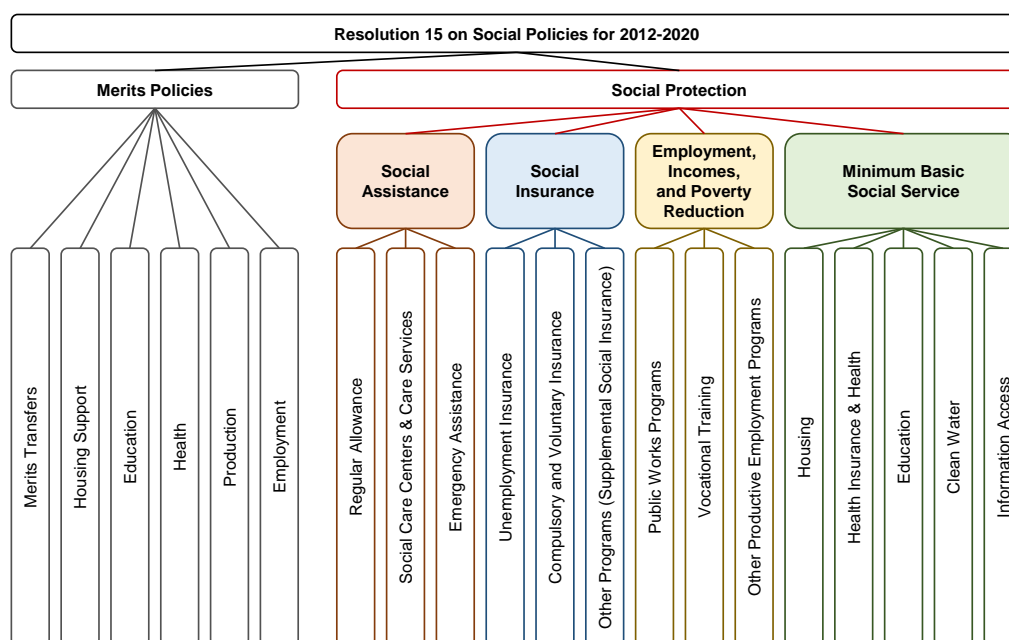 Resolution 15 on Social Policies for 2012-2020
Merits Policies
Social Protection
Social
Assistance
Social
Insurance
Employment,
Incomes,
and Poverty
Reduction
Minimum Basic
Social Service
Merits Transfers
Housing Support
Education
Health
Production
Employment
Regular Allowance
Social Care Centers & Care Services
Emergency Assistance
Unemployment Insurance
Compulsory and Voluntary Insurance
Other Programs (Supplemental Social Insurance)
Public Works Programs
Vocational Training
Other Productive Employment Programs
Housing
Health Insurance & Health
Education
Clean Water
Information Access